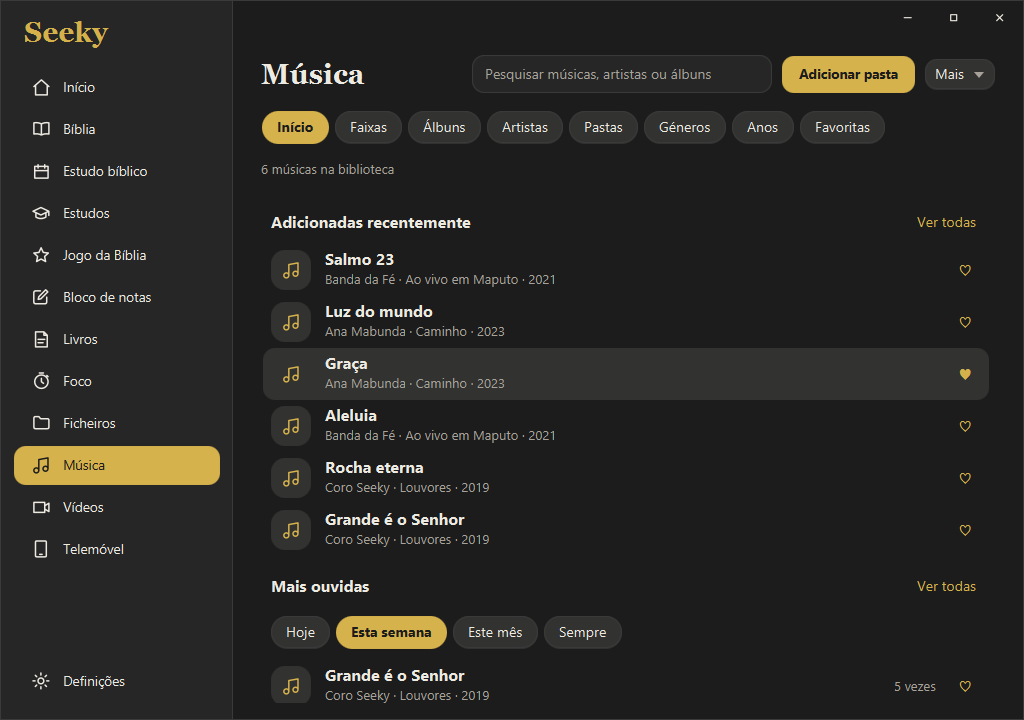 Seeky
Início
Bíblia
Estudo bíblico
Estudos
Jogo da Bíblia
Bloco de notas
Livros
Foco
Ficheiros
Música
Vídeos
Telemóvel
Definições
Música
Pesquisar músicas, artistas ou álbuns
Adicionar pasta
Mais
Início
Faixas
Álbuns
Artistas
Pastas
Géneros
Anos
Favoritas
6 músicas na biblioteca
Adicionadas recentemente
Ver todas
Salmo 23
Banda da Fé · Ao vivo em Maputo · 2021
Luz do mundo
Ana Mabunda · Caminho · 2023
Graça
Ana Mabunda · Caminho · 2023
Aleluia
Banda da Fé · Ao vivo em Maputo · 2021
Rocha eterna
Coro Seeky · Louvores · 2019
Grande é o Senhor
Coro Seeky · Louvores · 2019
Mais ouvidas
Ver todas
Hoje
Esta semana
Este mês
Sempre
Grande é o Senhor
Coro Seeky · Louvores · 2019
5 vezes